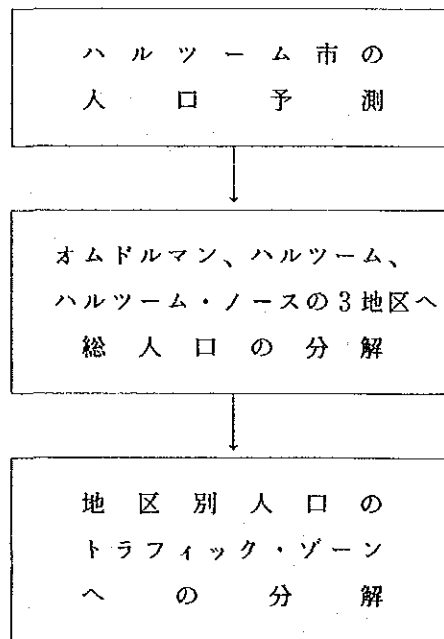 ハルツーム市の
人口予測
オムドルマン、ハルツーム、
ハルツーム・ノースの3地区へ
総人口の分解
地区別人口の
トラフィック・ゾーン
への分解